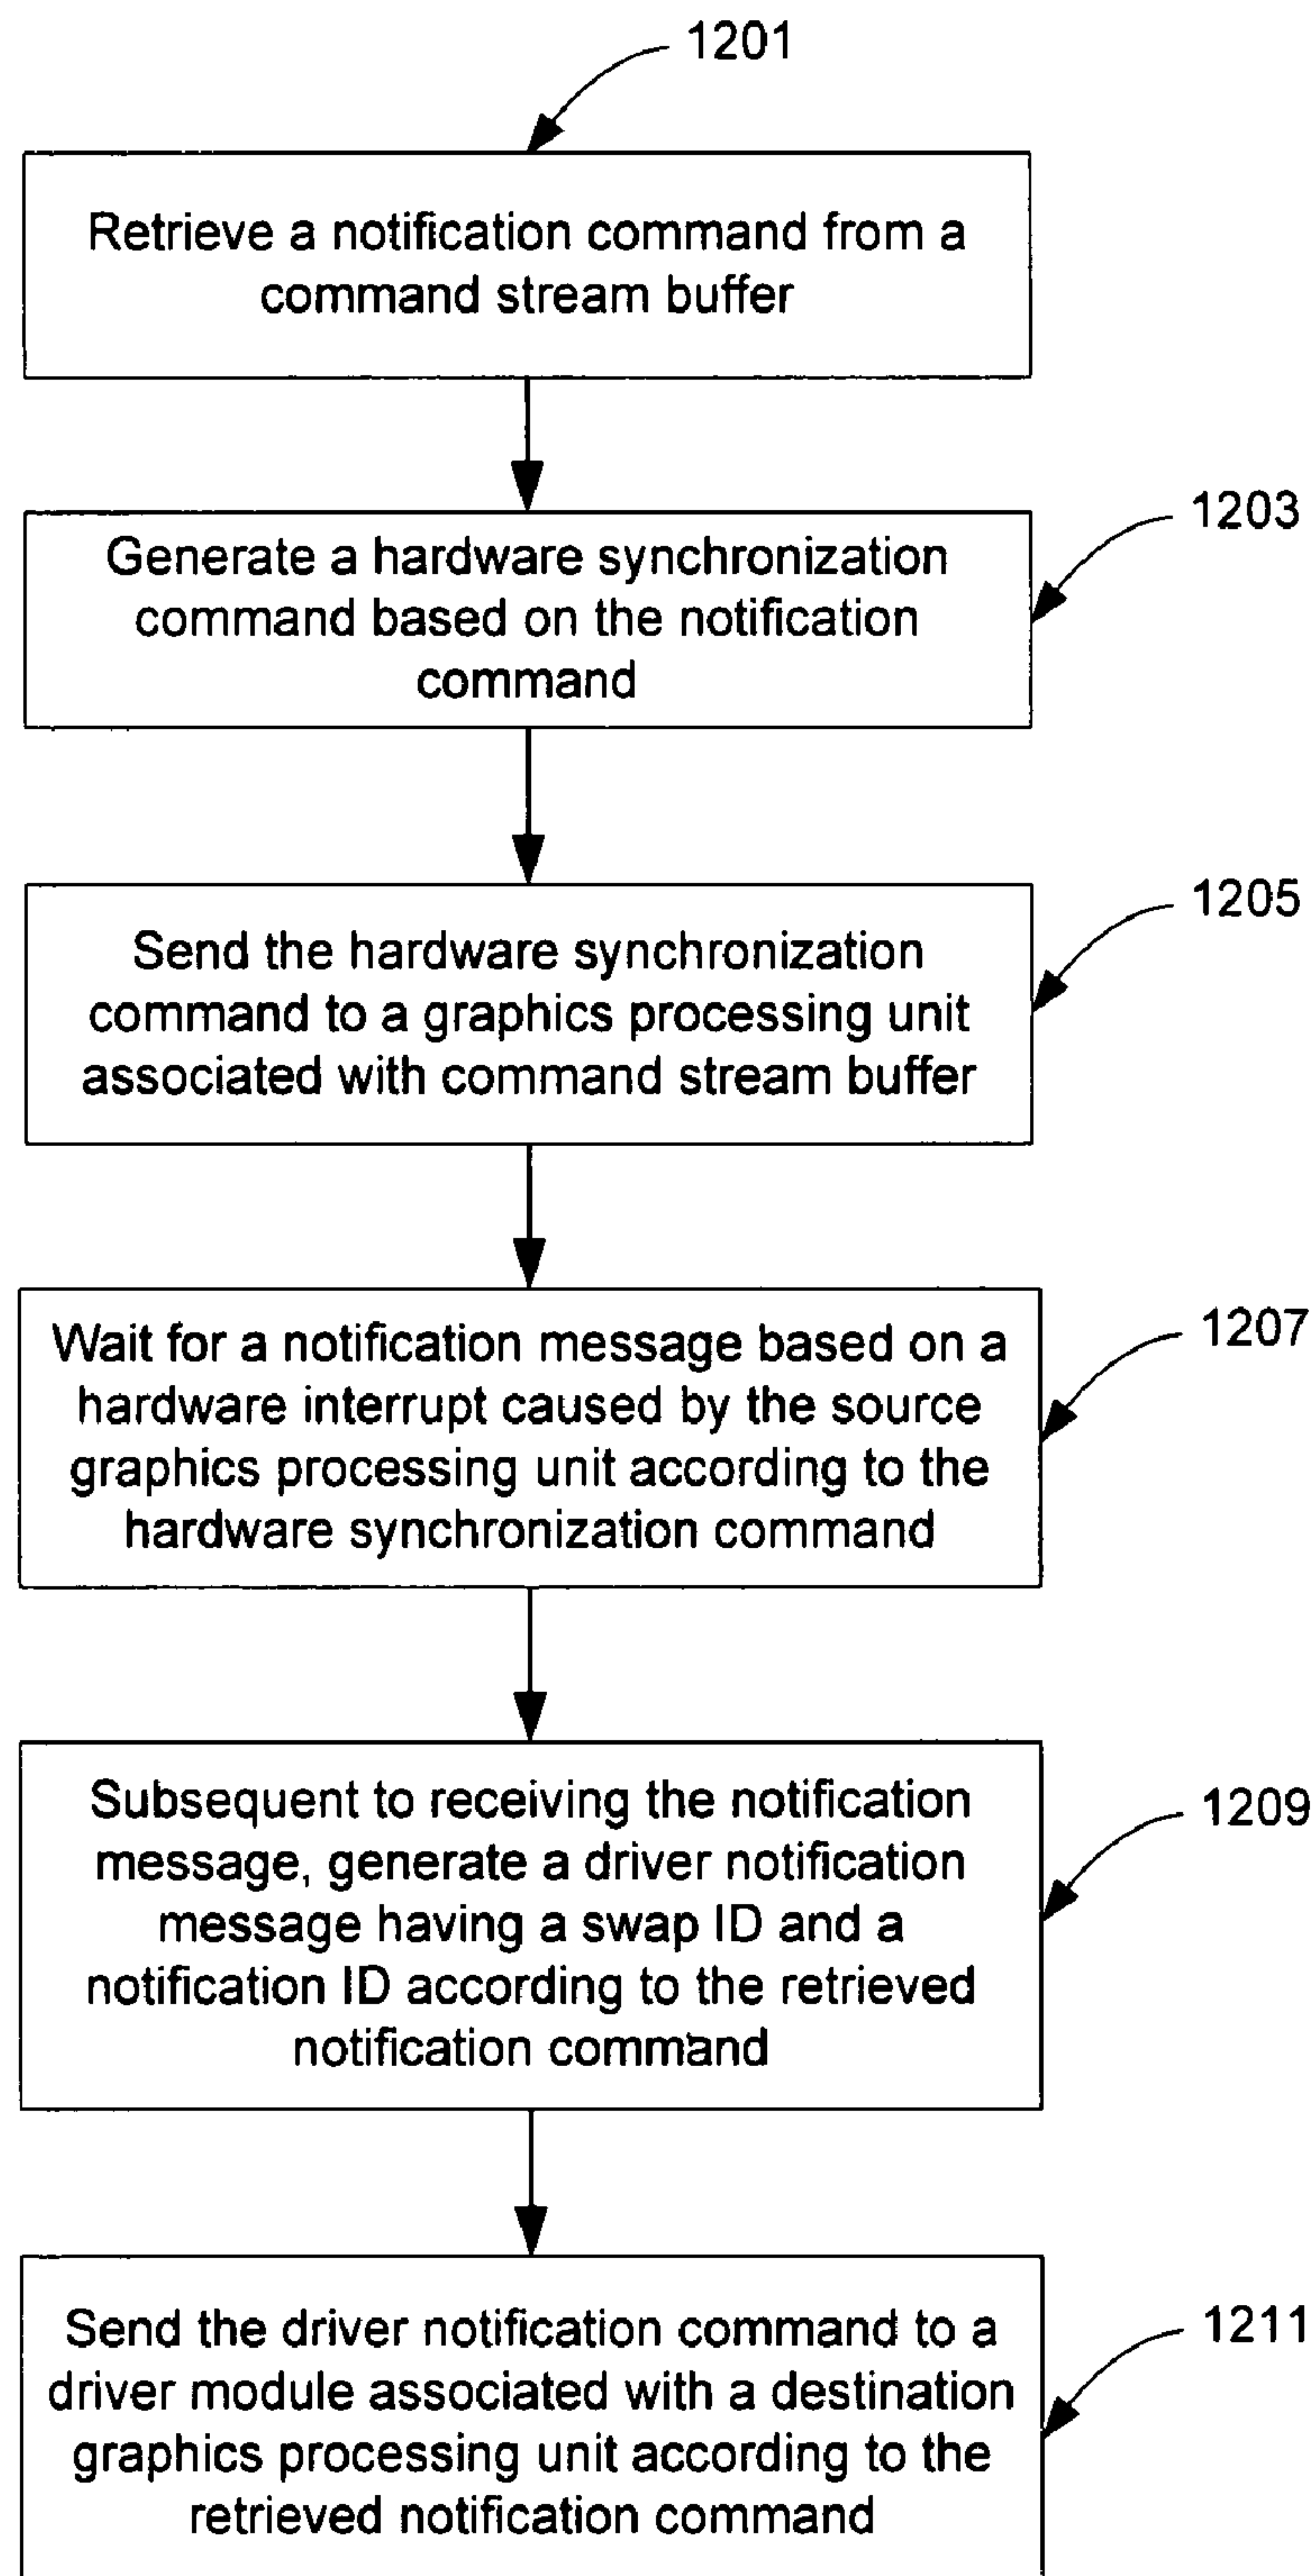 1201
Retrieve a notification command from a
command stream buffer
1203
Generate a hardware synchronization
command based on the notification
command
1205
Send the hardware synchronization
command to a graphics processing unit
associated with command stream buffer
1207
Wait for a notification message based on a
hardware interrupt caused by the source
graphics processing unit according to the
hardware synchronization command
1209
Subsequent to receiving the notification
message, generate a driver notification
message having a swap ID and a
notification ID according to the retrieved
notification command
1211
Send the driver notification command to a
driver module associated with a destination
graphics processing unit according to the
retrieved notification command